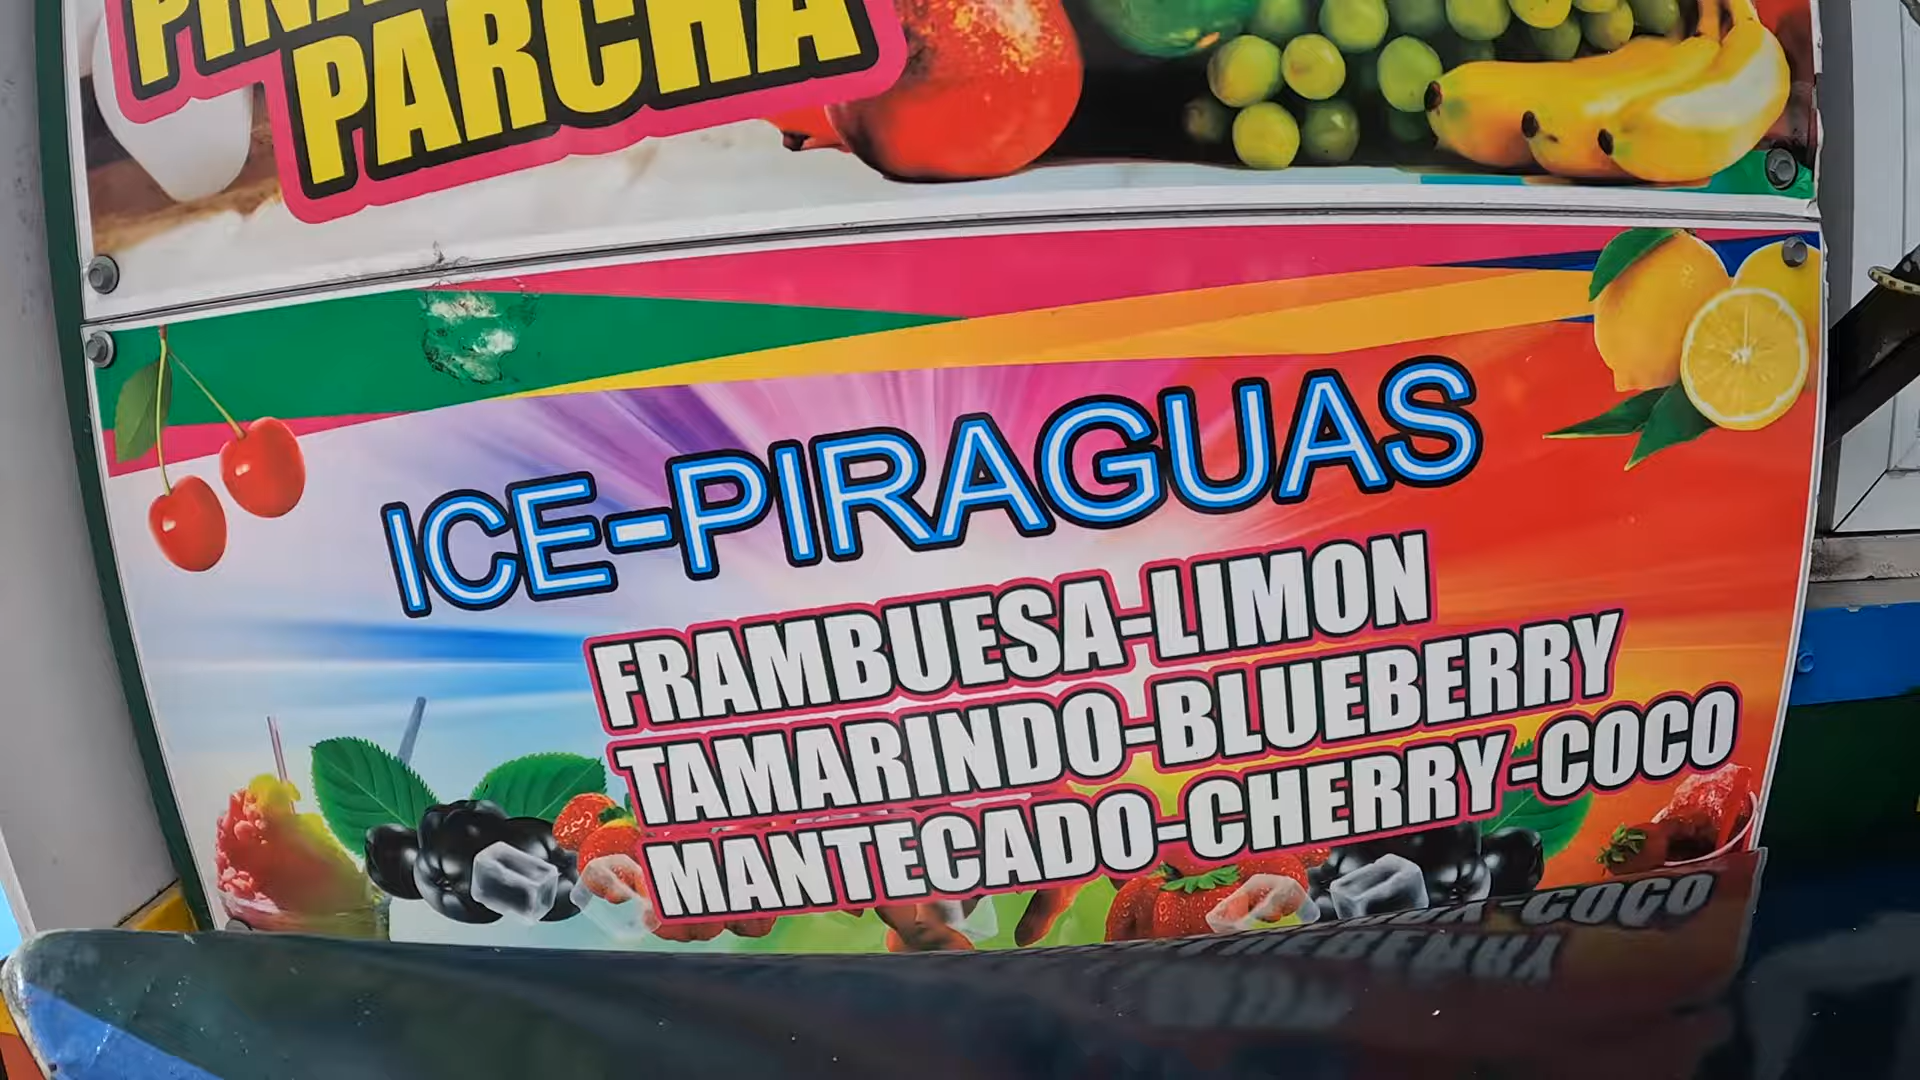 PARCHA
ICE-PIRAGUAS
FRAMBUESA-LIMON
TAMARINDO-BLUEBERRY
MANTECADO-CHERRY-COCO